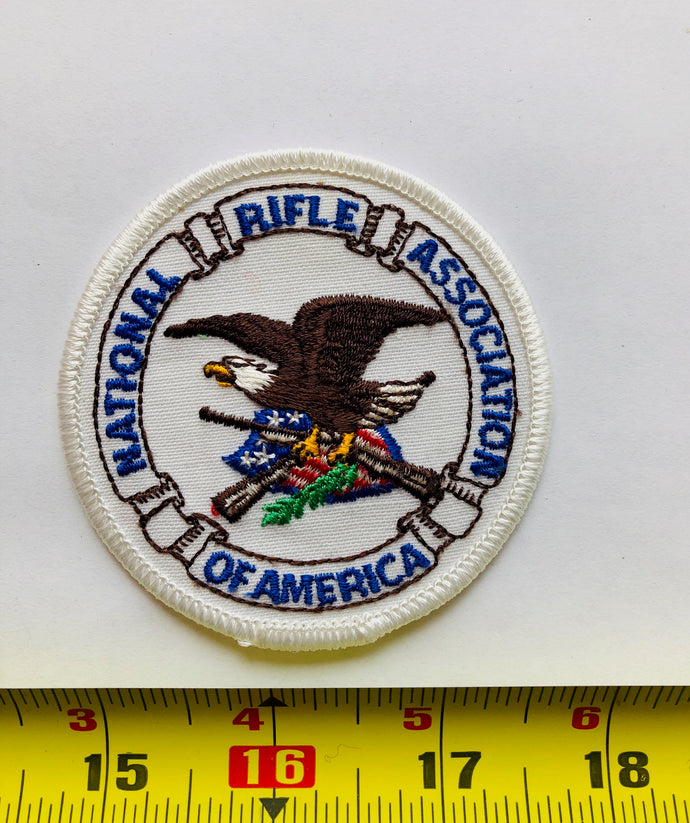 NATIONAL RIFLE ASSOCIATION
OF AMERICA
3 4 5 6
15 16 17 18